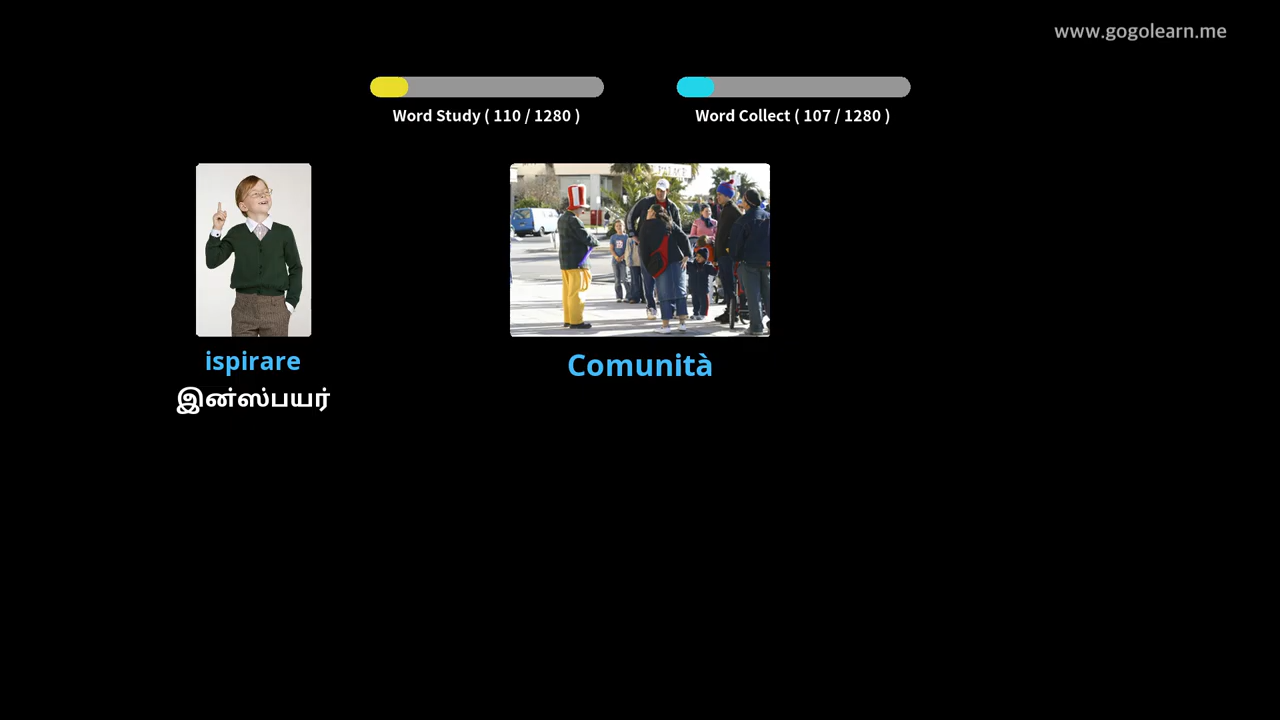 www.gogolearn.me
Word Study ( 110 / 1280 )
Word Collect ( 107 / 1280 )
ispirare
இன்ஸ்பயர்
Comunità